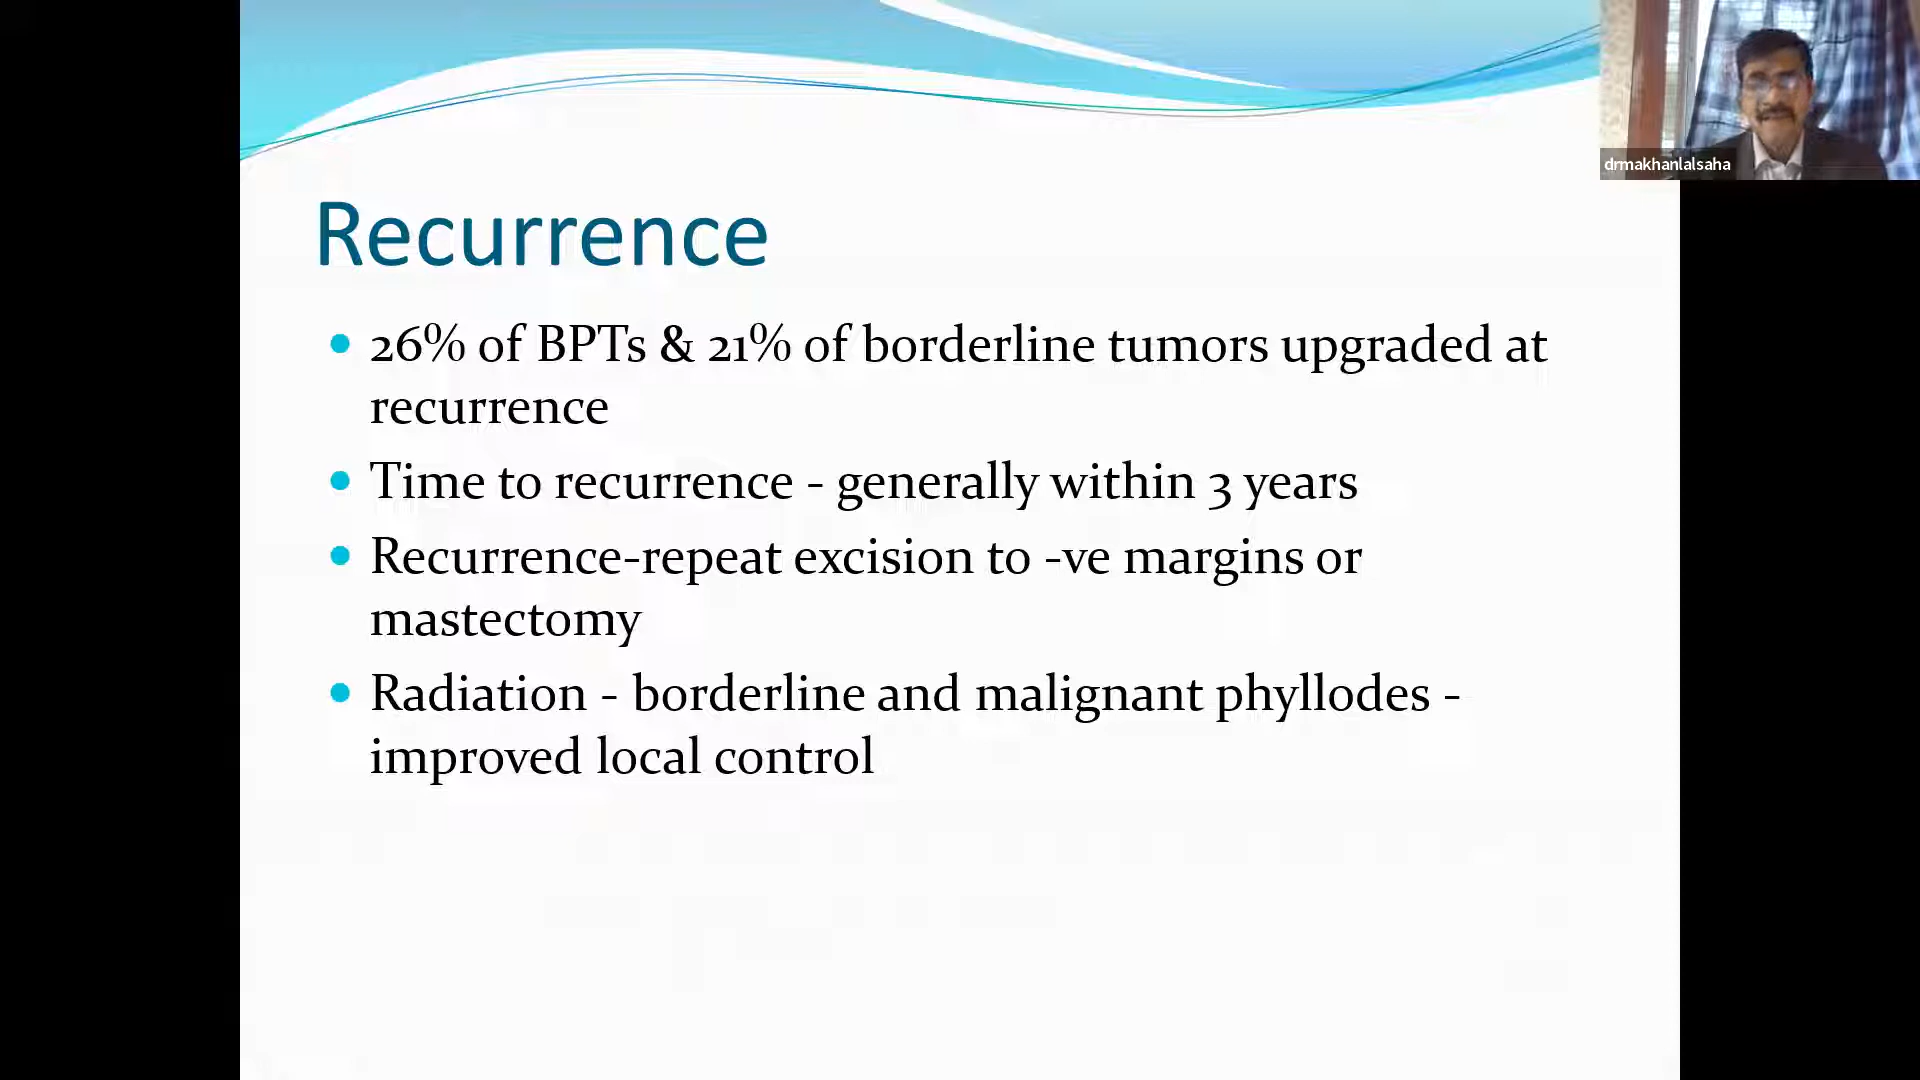 drmakhanlalsaha
Recurrence
26% of BPTs & 21% of borderline tumors upgraded at
recurrence
Time to recurrence - generally within 3 years
Recurrence-repeat excision to -ve margins or
mastectomy
Radiation - borderline and malignant phyllodes -
improved local control